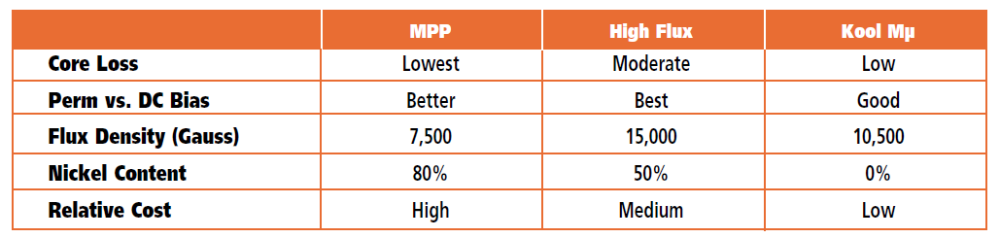 MPP High Flux Kool Mµ
Core Loss Lowest Moderate Low
Perm vs. DC Bias Better Best Good
Flux Density (Gauss) 7,500 15,000 10,500
Nickel Content 80% 50% 0%
Relative Cost High Medium Low